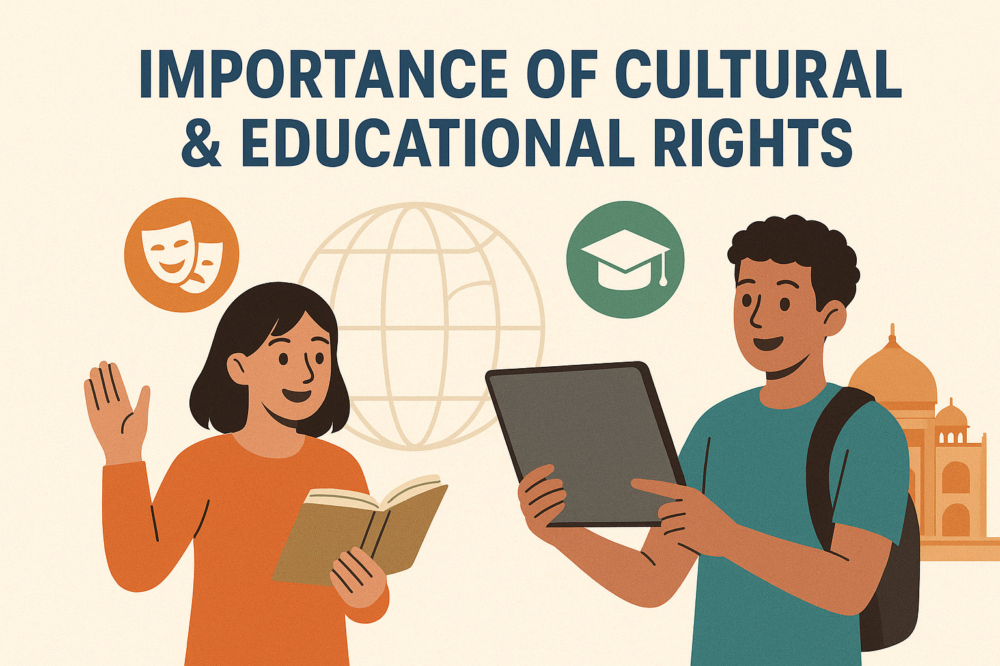 IMPORTANCE OF CULTURAL
& EDUCATIONAL RIGHTS